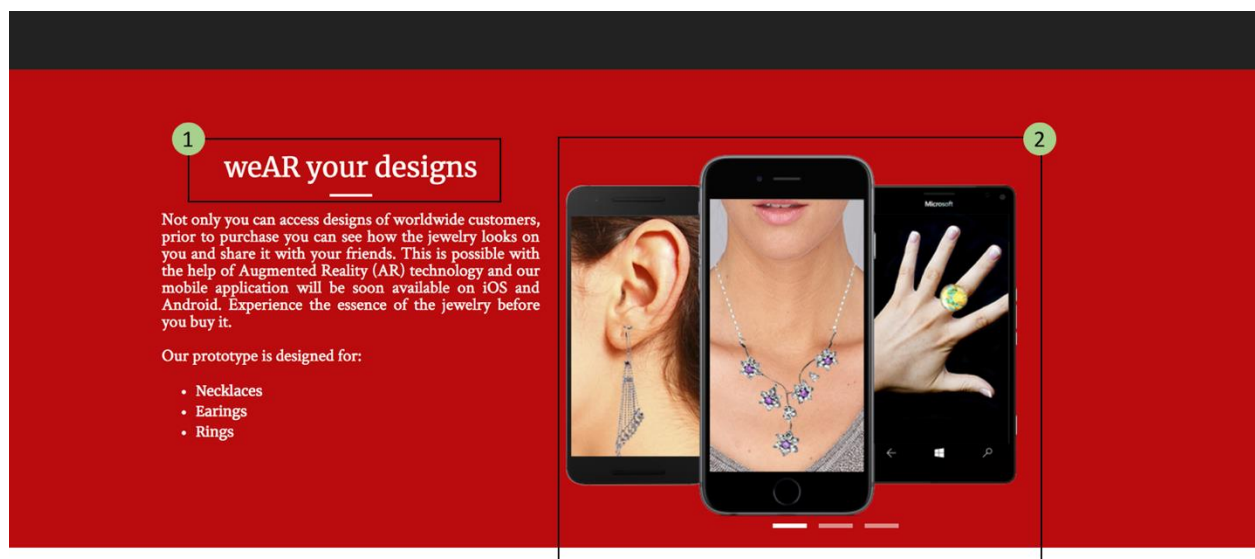 1
weAR your designs
2
Not only you can access designs of worldwide customers,
prior to purchase you can see how the jewelry looks on
you and share it with your friends. This is possible with
the help of Augmented Reality (AR) technology and our
mobile application will be soon available on iOS and
Android. Experience the essence of the jewelry before
you buy it.
Our prototype is designed for:
• Necklaces
• Earings
• Rings
Microsoft